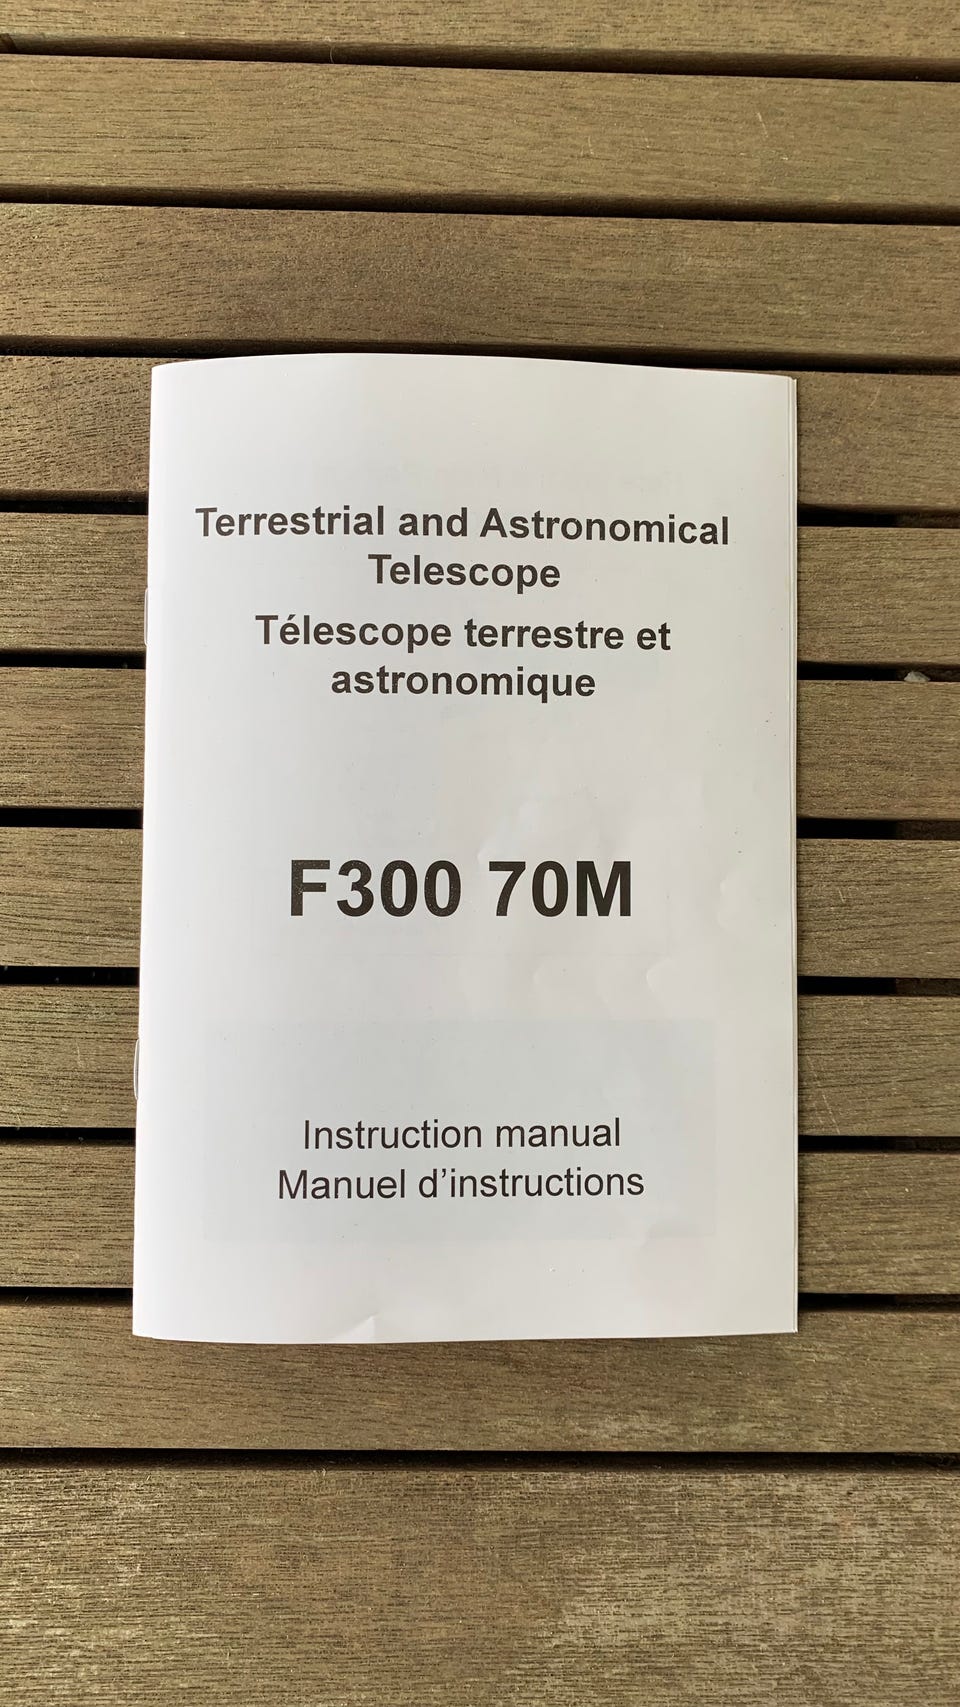 Terrestrial and Astronomical
Telescope
Télescope terrestre et
astronomique
F300 70M
Instruction manual
Manuel d’instructions